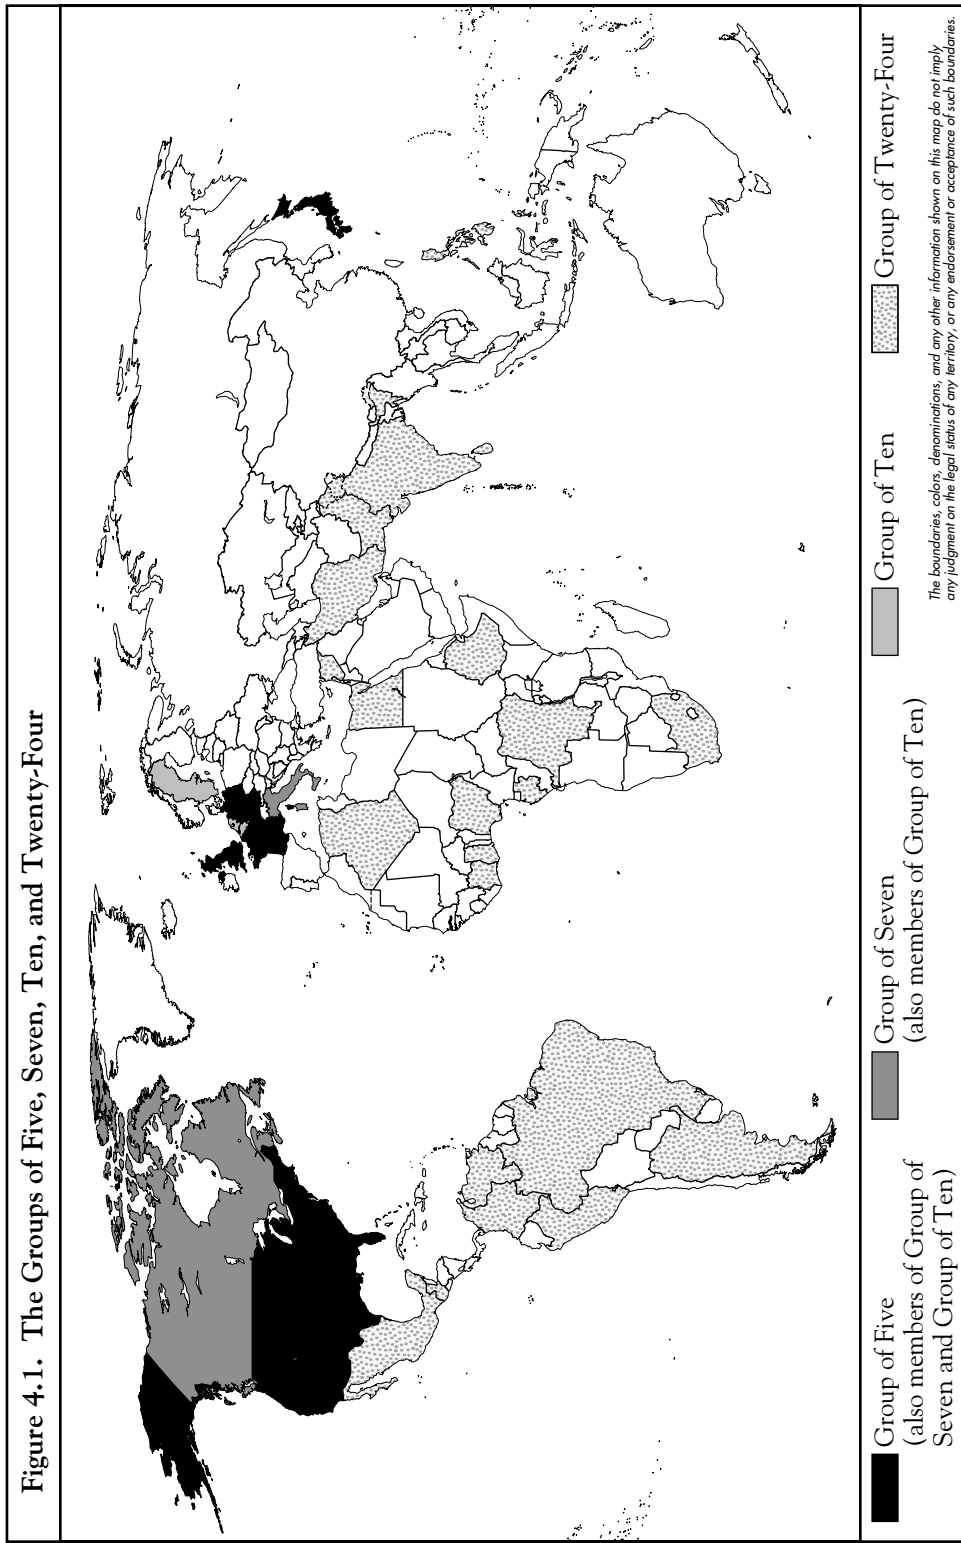 Figure 4.1. The Groups of Five, Seven, Ten, and Twenty-Four
Group of Five
(also members of Group of
Seven and Group of Ten)
Group of Seven
(also members of Group of Ten)
Group of Ten
Group of Twenty-Four
The boundaries, colors, denominations, and any other information shown on this map do not imply
any judgment on the legal status of any territory, or any endorsement or acceptance of such boundaries.